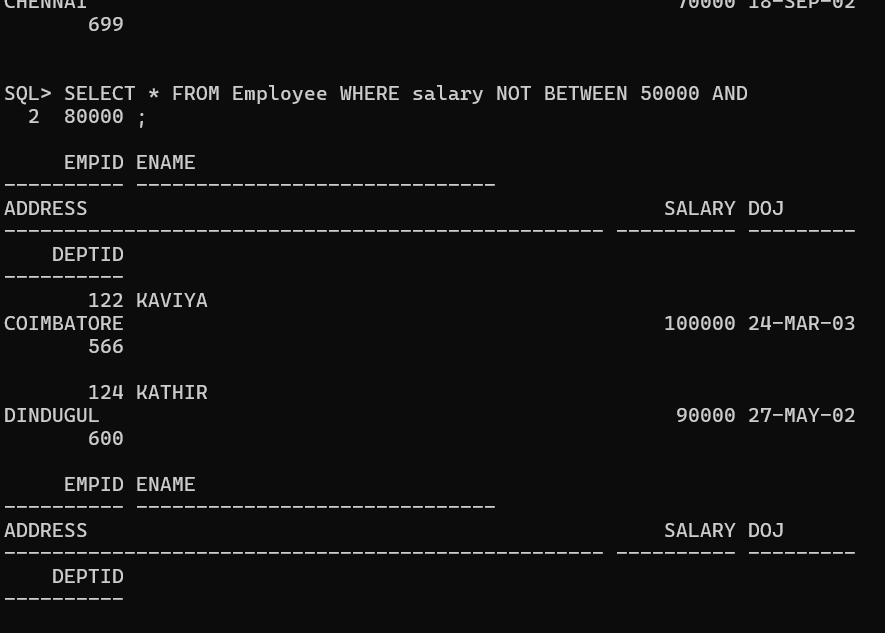 CHENNAI                                                 70000 18-SEP-02
       699
SQL> SELECT * FROM Employee WHERE salary NOT BETWEEN 50000 AND
  2  80000 ;
     EMPID ENAME
---------- ------------------------------
ADDRESS                                                SALARY DOJ
-------------------------------------------------- ---------- ---------
    DEPTID
----------
       122 KAVIYA
COIMBATORE                                             100000 24-MAR-03
       566
       124 KATHIR
DINDUGUL                                                90000 27-MAY-02
       600
     EMPID ENAME
---------- ------------------------------
ADDRESS                                                SALARY DOJ
-------------------------------------------------- ---------- ---------
    DEPTID
----------